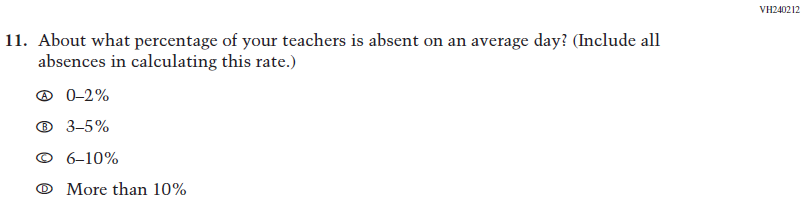 VH240212
11. About what percentage of your teachers is absent on an average day? (Include all
absences in calculating this rate.)
A 0–2%
B 3–5%
C 6–10%
D More than 10%